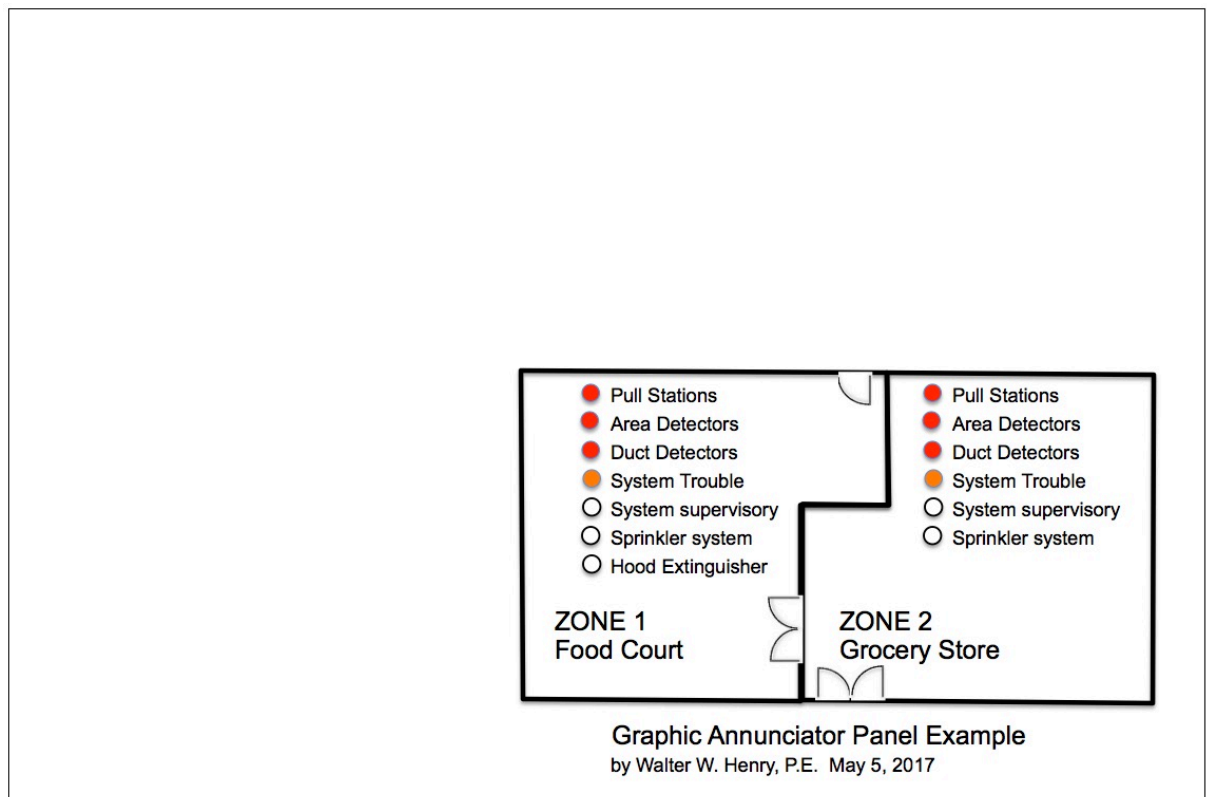 Pull Stations
Area Detectors
Duct Detectors
System Trouble
System supervisory
Sprinkler system
Hood Extinguisher
ZONE 1
Food Court
Pull Stations
Area Detectors
Duct Detectors
System Trouble
System supervisory
Sprinkler system
ZONE 2
Grocery Store
Graphic Annunciator Panel Example
by Walter W. Henry, P.E. May 5, 2017